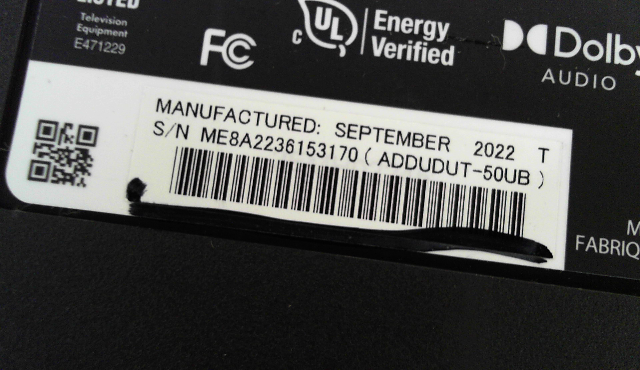 LISTED
Television
Equipment
E471229
FC
c UL
Energy
Verified
Dolby
AUDIO
MANUFACTURED: SEPTEMBER 2022 T
S/N ME8A2236153170 ( ADDUDUT-50UB )
M
FABRIQ